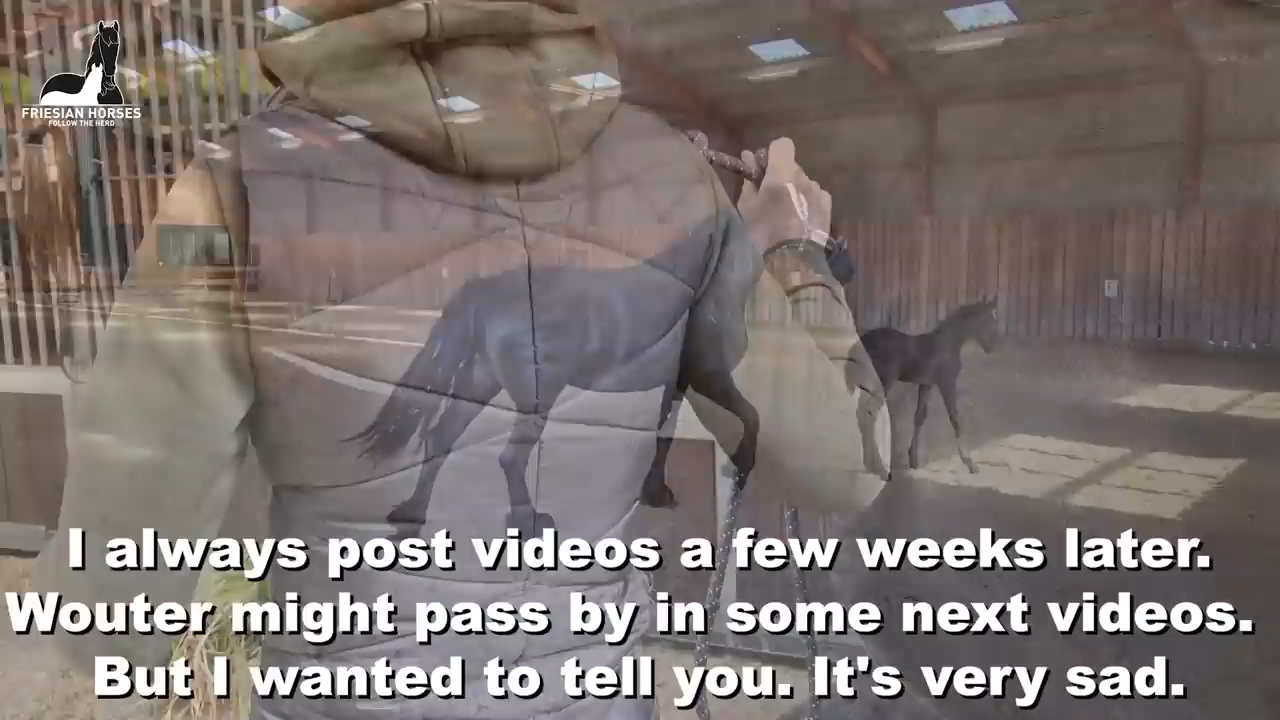 FRIESIAN HORSES
FOLLOW THE HERD
I always post videos a few weeks later.
Wouter might pass by in some next videos.
But I wanted to tell you. It's very sad.